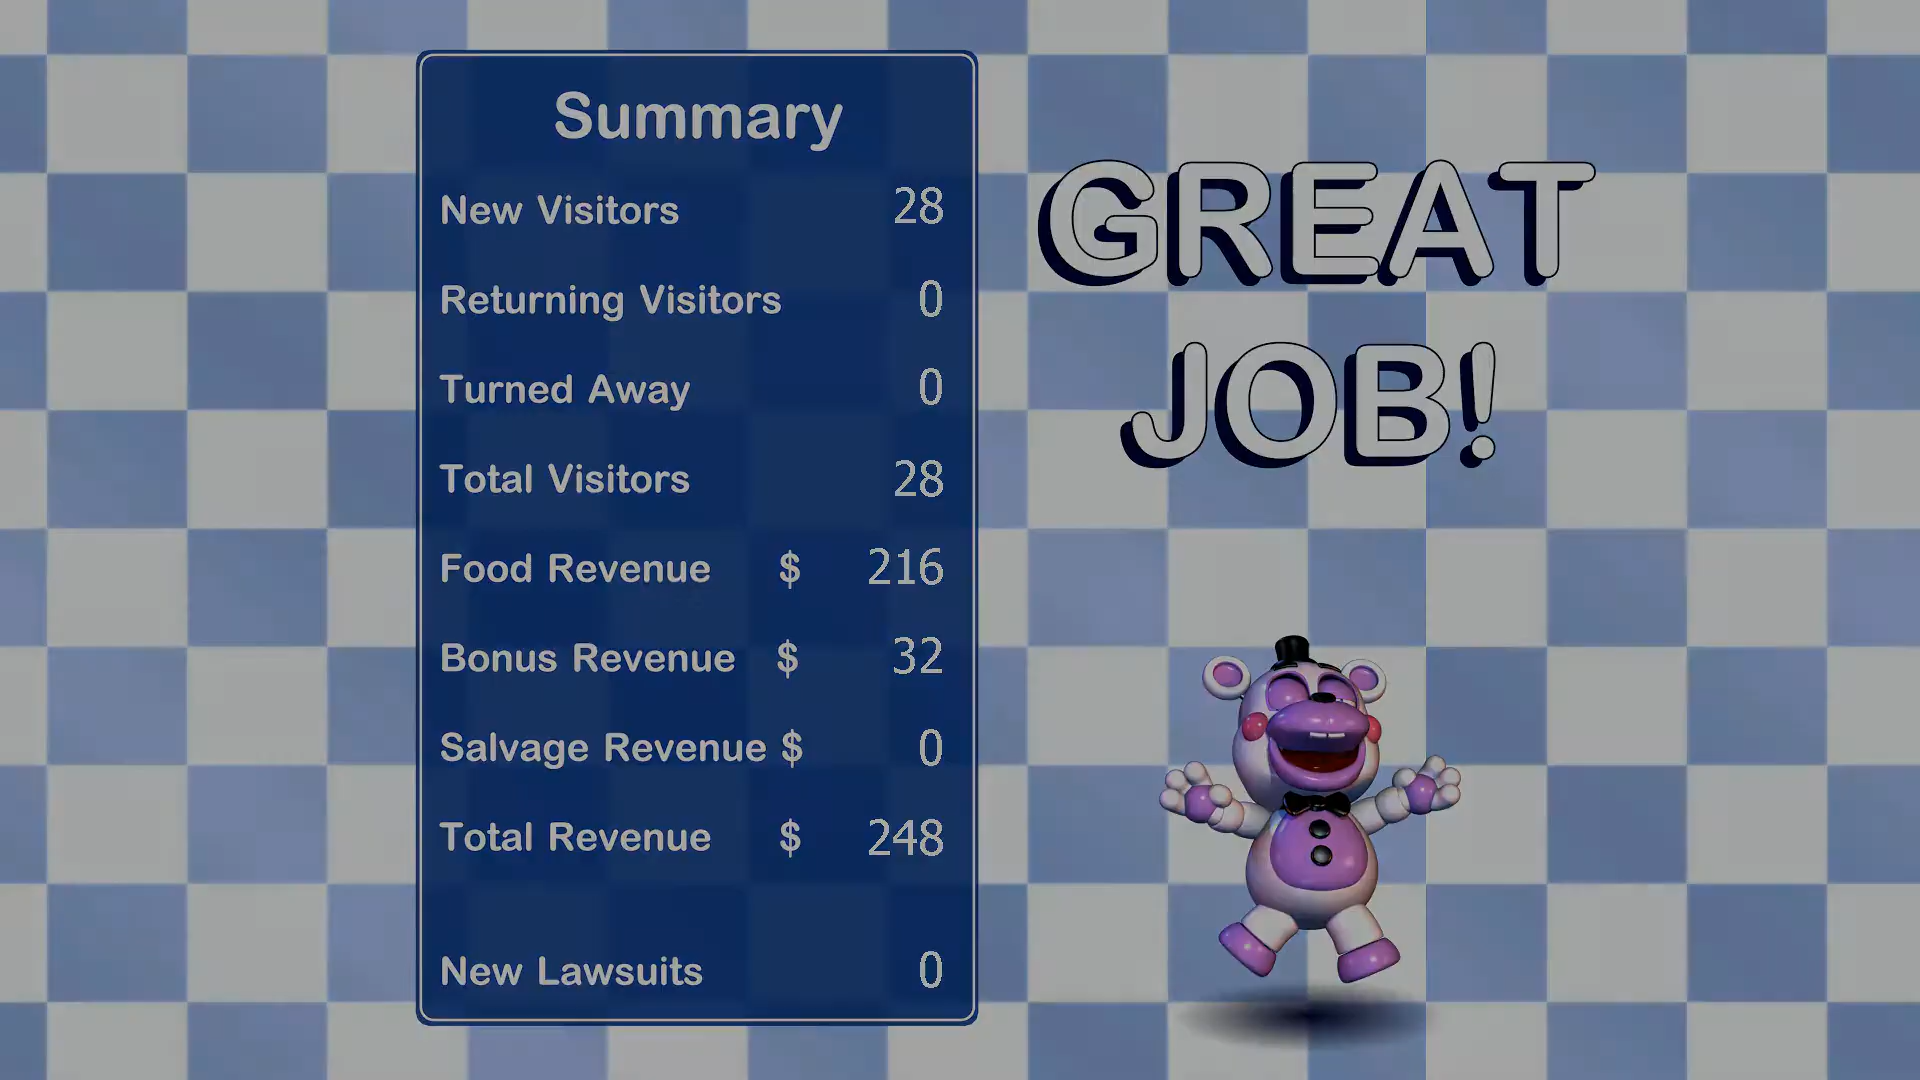 Summary
New Visitors 28
Returning Visitors 0
Turned Away 0
Total Visitors 28
Food Revenue $ 216
Bonus Revenue $ 32
Salvage Revenue $ 0
Total Revenue $ 248
New Lawsuits 0
GREAT
JOB!